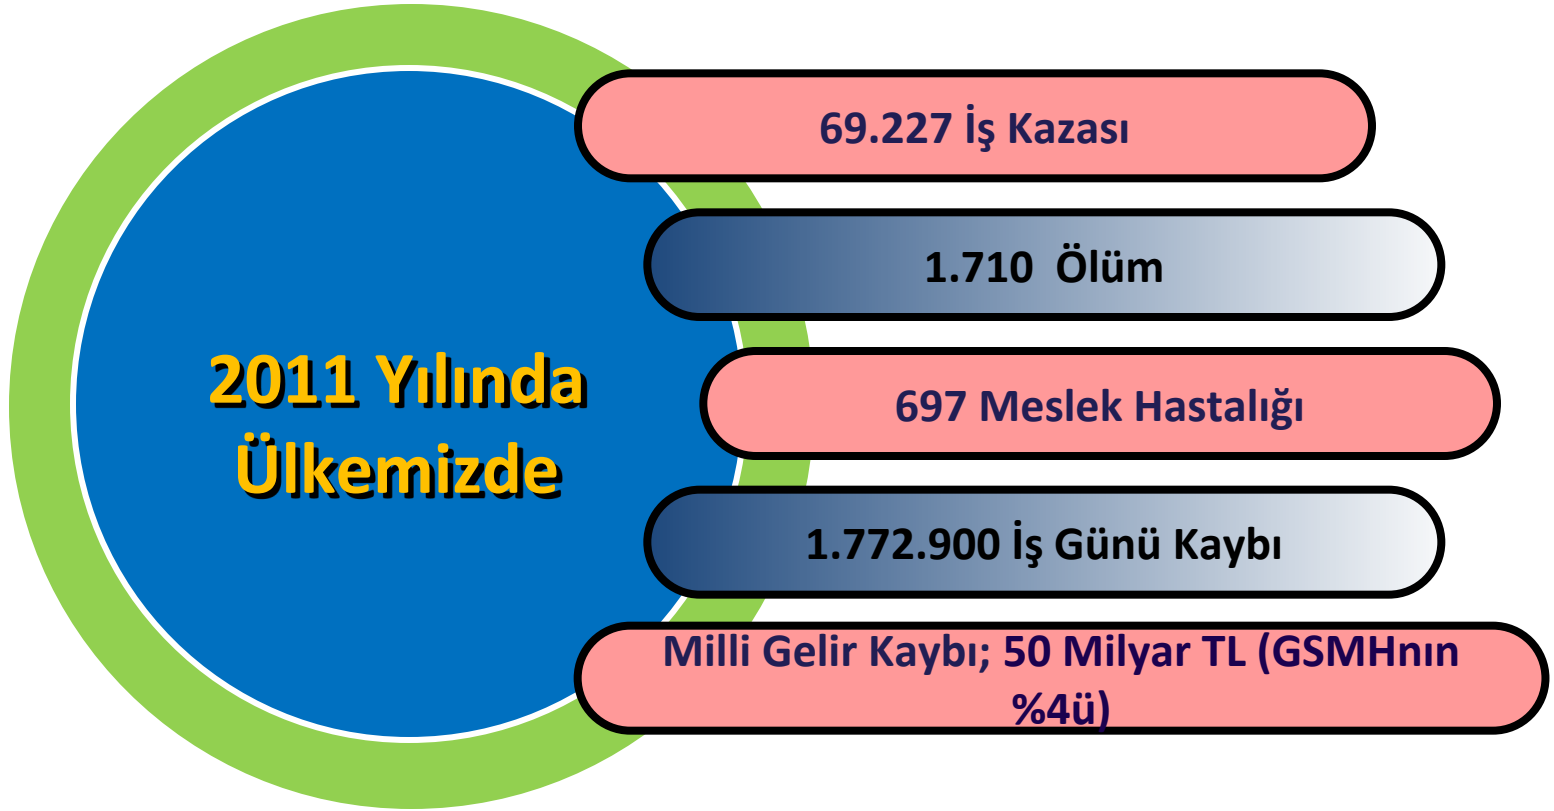 2011 Yılında
Ülkemizde
69.227 İş Kazası
1.710  Ölüm
697 Meslek Hastalığı
1.772.900 İş Günü Kaybı
Milli Gelir Kaybı; 50 Milyar TL (GSMHnın
%4ü)